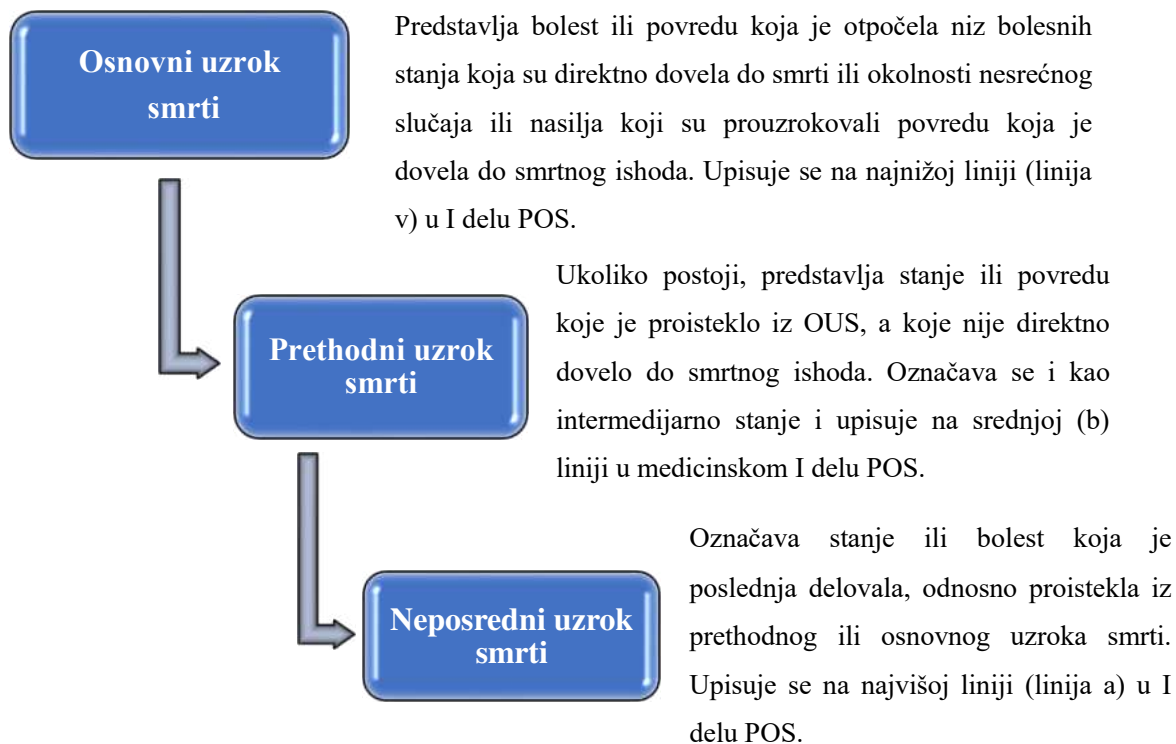 Osnovni uzrok
smrti
Predstavlja bolest ili povredu koja je otpočela niz bolesnih
stanja koja su direktno dovela do smrti ili okolnosti nesrećnog
slučaja ili nasilja koji su prouzrokovali povredu koja je
dovela do smrtnog ishoda. Upisuje se na najnižoj liniji (linija
v) u I delu POS.
Prethodni uzrok
smrti
Ukoliko postoji, predstavlja stanje ili povredu
koje je proisteklo iz OUS, a koje nije direktno
dovelo do smrtnog ishoda. Označava se i kao
intermedijarno stanje i upisuje na srednjoj (b)
liniji u medicinskom I delu POS.
Neposredni uzrok
smrti
Označava stanje ili bolest koja je
poslednja delovala, odnosno proistekla iz
prethodnog ili osnovnog uzroka smrti.
Upisuje se na najvišoj liniji (linija a) u I
delu POS.